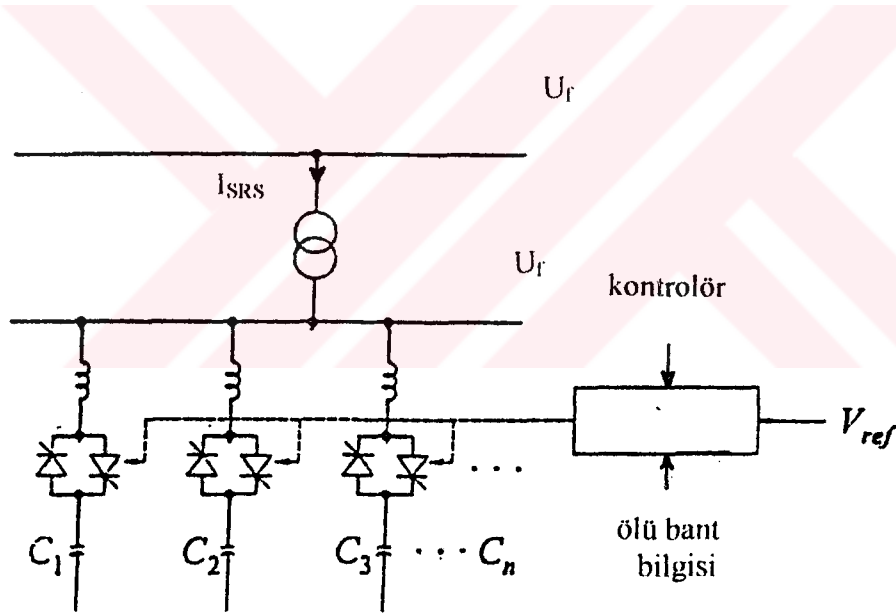 U_f
I_SRS
U_f
kontrolör
V_ref
. . .
ölü bant
bilgisi
C_1
C_2
C_3 · · · C_n